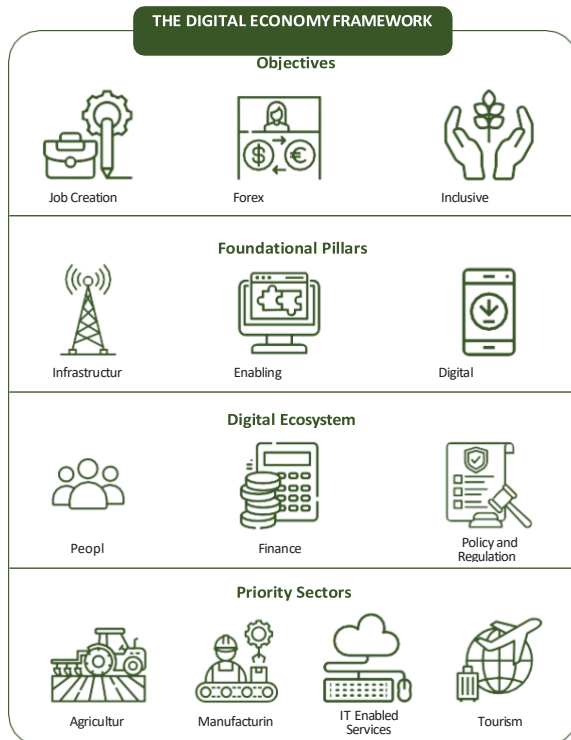 THE DIGITAL ECONOMY FRAMEWORK
Objectives
Job Creation
Forex
Inclusive
Foundational Pillars
Infrastructur
Enabling
Digital
Digital Ecosystem
Peopl
Finance
Policy and
Regulation
Priority Sectors
Agricultur
Manufacturin
IT Enabled
Services
Tourism